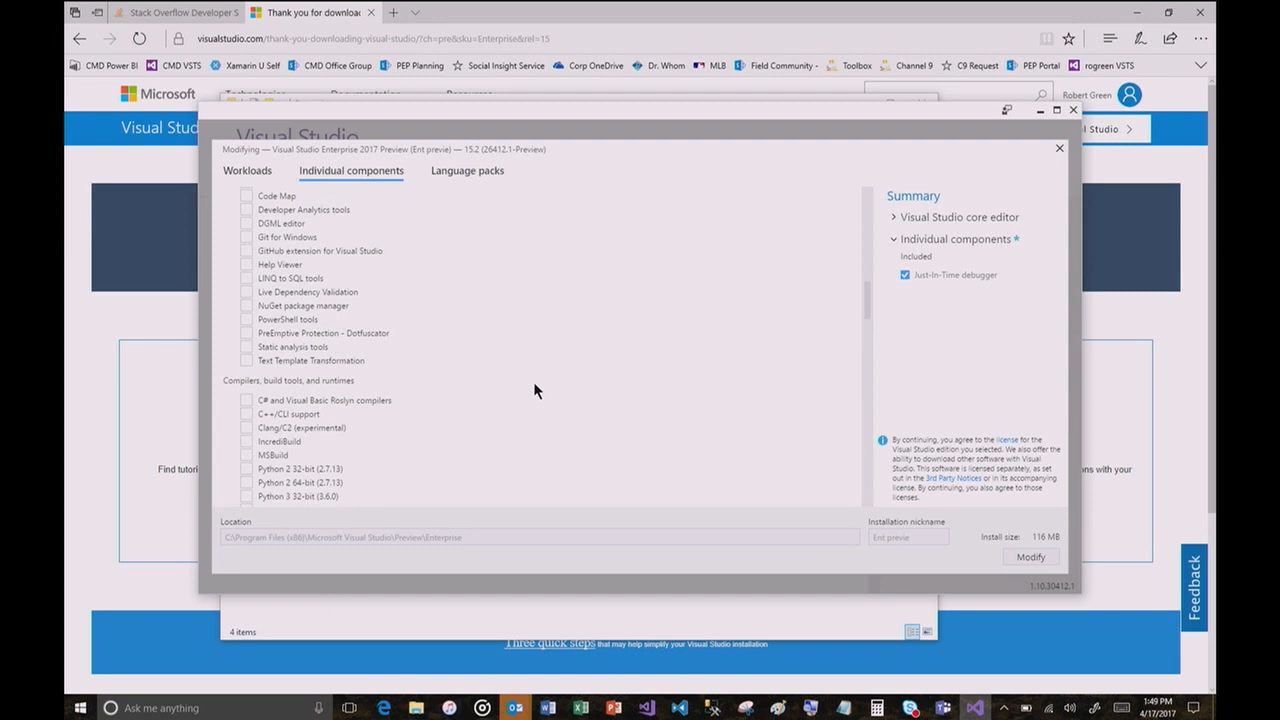 Stack Overflow Developer S
Thank you for downloa
visualstudio.com/thank-you-downloading-visual-studio/?ch=pre&sku=Enterprise&rel=15
CMD Power BI CMD VSTS Xamarin U Self CMD Office Group PEP Planning Social Insight Service Corp OneDrive Dr. Whom MLB Field Community - Toolbox Channel 9 C9 Request PEP Portal rogreen VSTS
Microsoft
Robert Green
Visual Stud
Visual Studio
l Studio
Modifying — Visual Studio Enterprise 2017 Preview (Ent previe) — 15.2 (26412.1-Preview)
Workloads Individual components Language packs
Code Map
Developer Analytics tools
DGML editor
Git for Windows
GitHub extension for Visual Studio
Help Viewer
LINQ to SQL tools
Live Dependency Validation
NuGet package manager
PowerShell tools
PreEmptive Protection - Dotfuscator
Static analysis tools
Text Template Transformation
Compilers, build tools, and runtimes
C# and Visual Basic Roslyn compilers
C++/CLI support
Clang/C2 (experimental)
IncrediBuild
MSBuild
Python 2 32-bit (2.7.13)
Python 2 64-bit (2.7.13)
Python 3 32-bit (3.6.0)
Summary
Visual Studio core editor
Individual components *
Included
Just-In-Time debugger
By continuing, you agree to the license for the
Visual Studio edition you selected. We also offer the
ability to download other software with Visual
Studio. This software is licensed separately, as set
out in the 3rd Party Notices or in its accompanying
license. By continuing, you also agree to those
licenses.
Find tutori
ons with your
Location
C:\Program Files (x86)\Microsoft Visual Studio\Preview\Enterprise
Installation nickname
Ent previe
Install size: 116 MB
Modify
1.10.30412.1
Feedback
4 items
Three quick steps that may help simplify your Visual Studio installation
Ask me anything
1:49 PM
4/17/2017